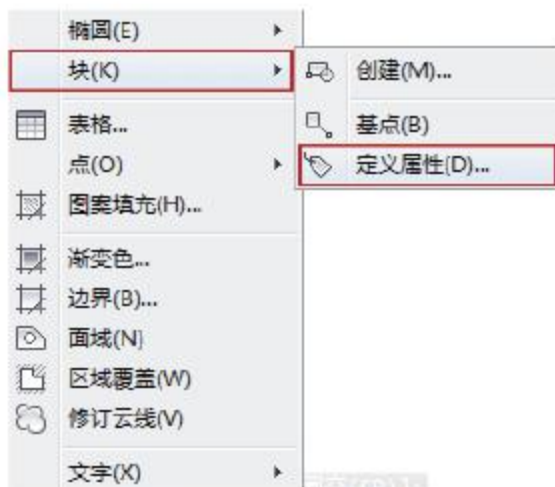 椭圆(E)
块(K)
创建(M)...
表格...
基点(B)
点(O)
定义属性(D)...
图案填充(H)...
渐变色...
边界(B)...
面域(N)
区域覆盖(W)
修订云线(V)
文字(X)